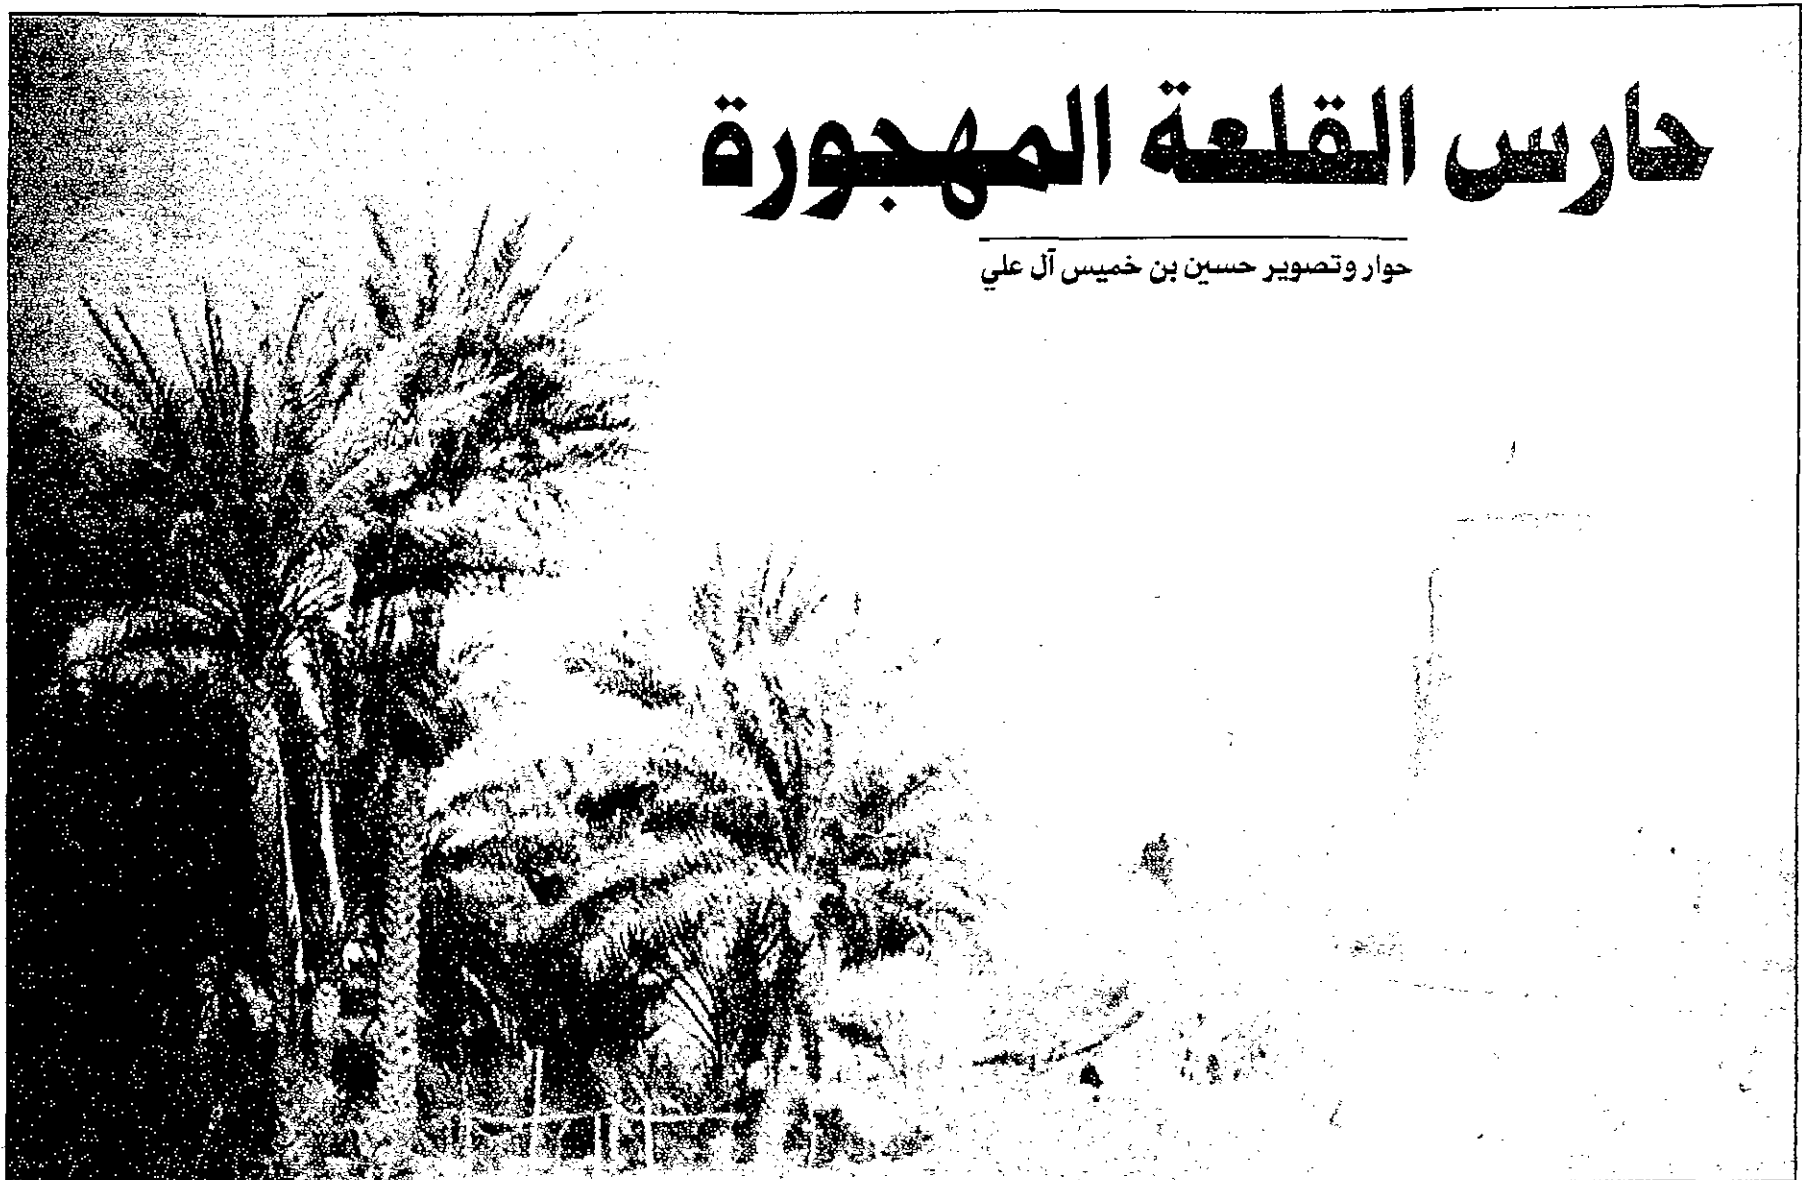 حارس القلعة المهجورة
حوار وتصوير حسين بن خميس آل علي